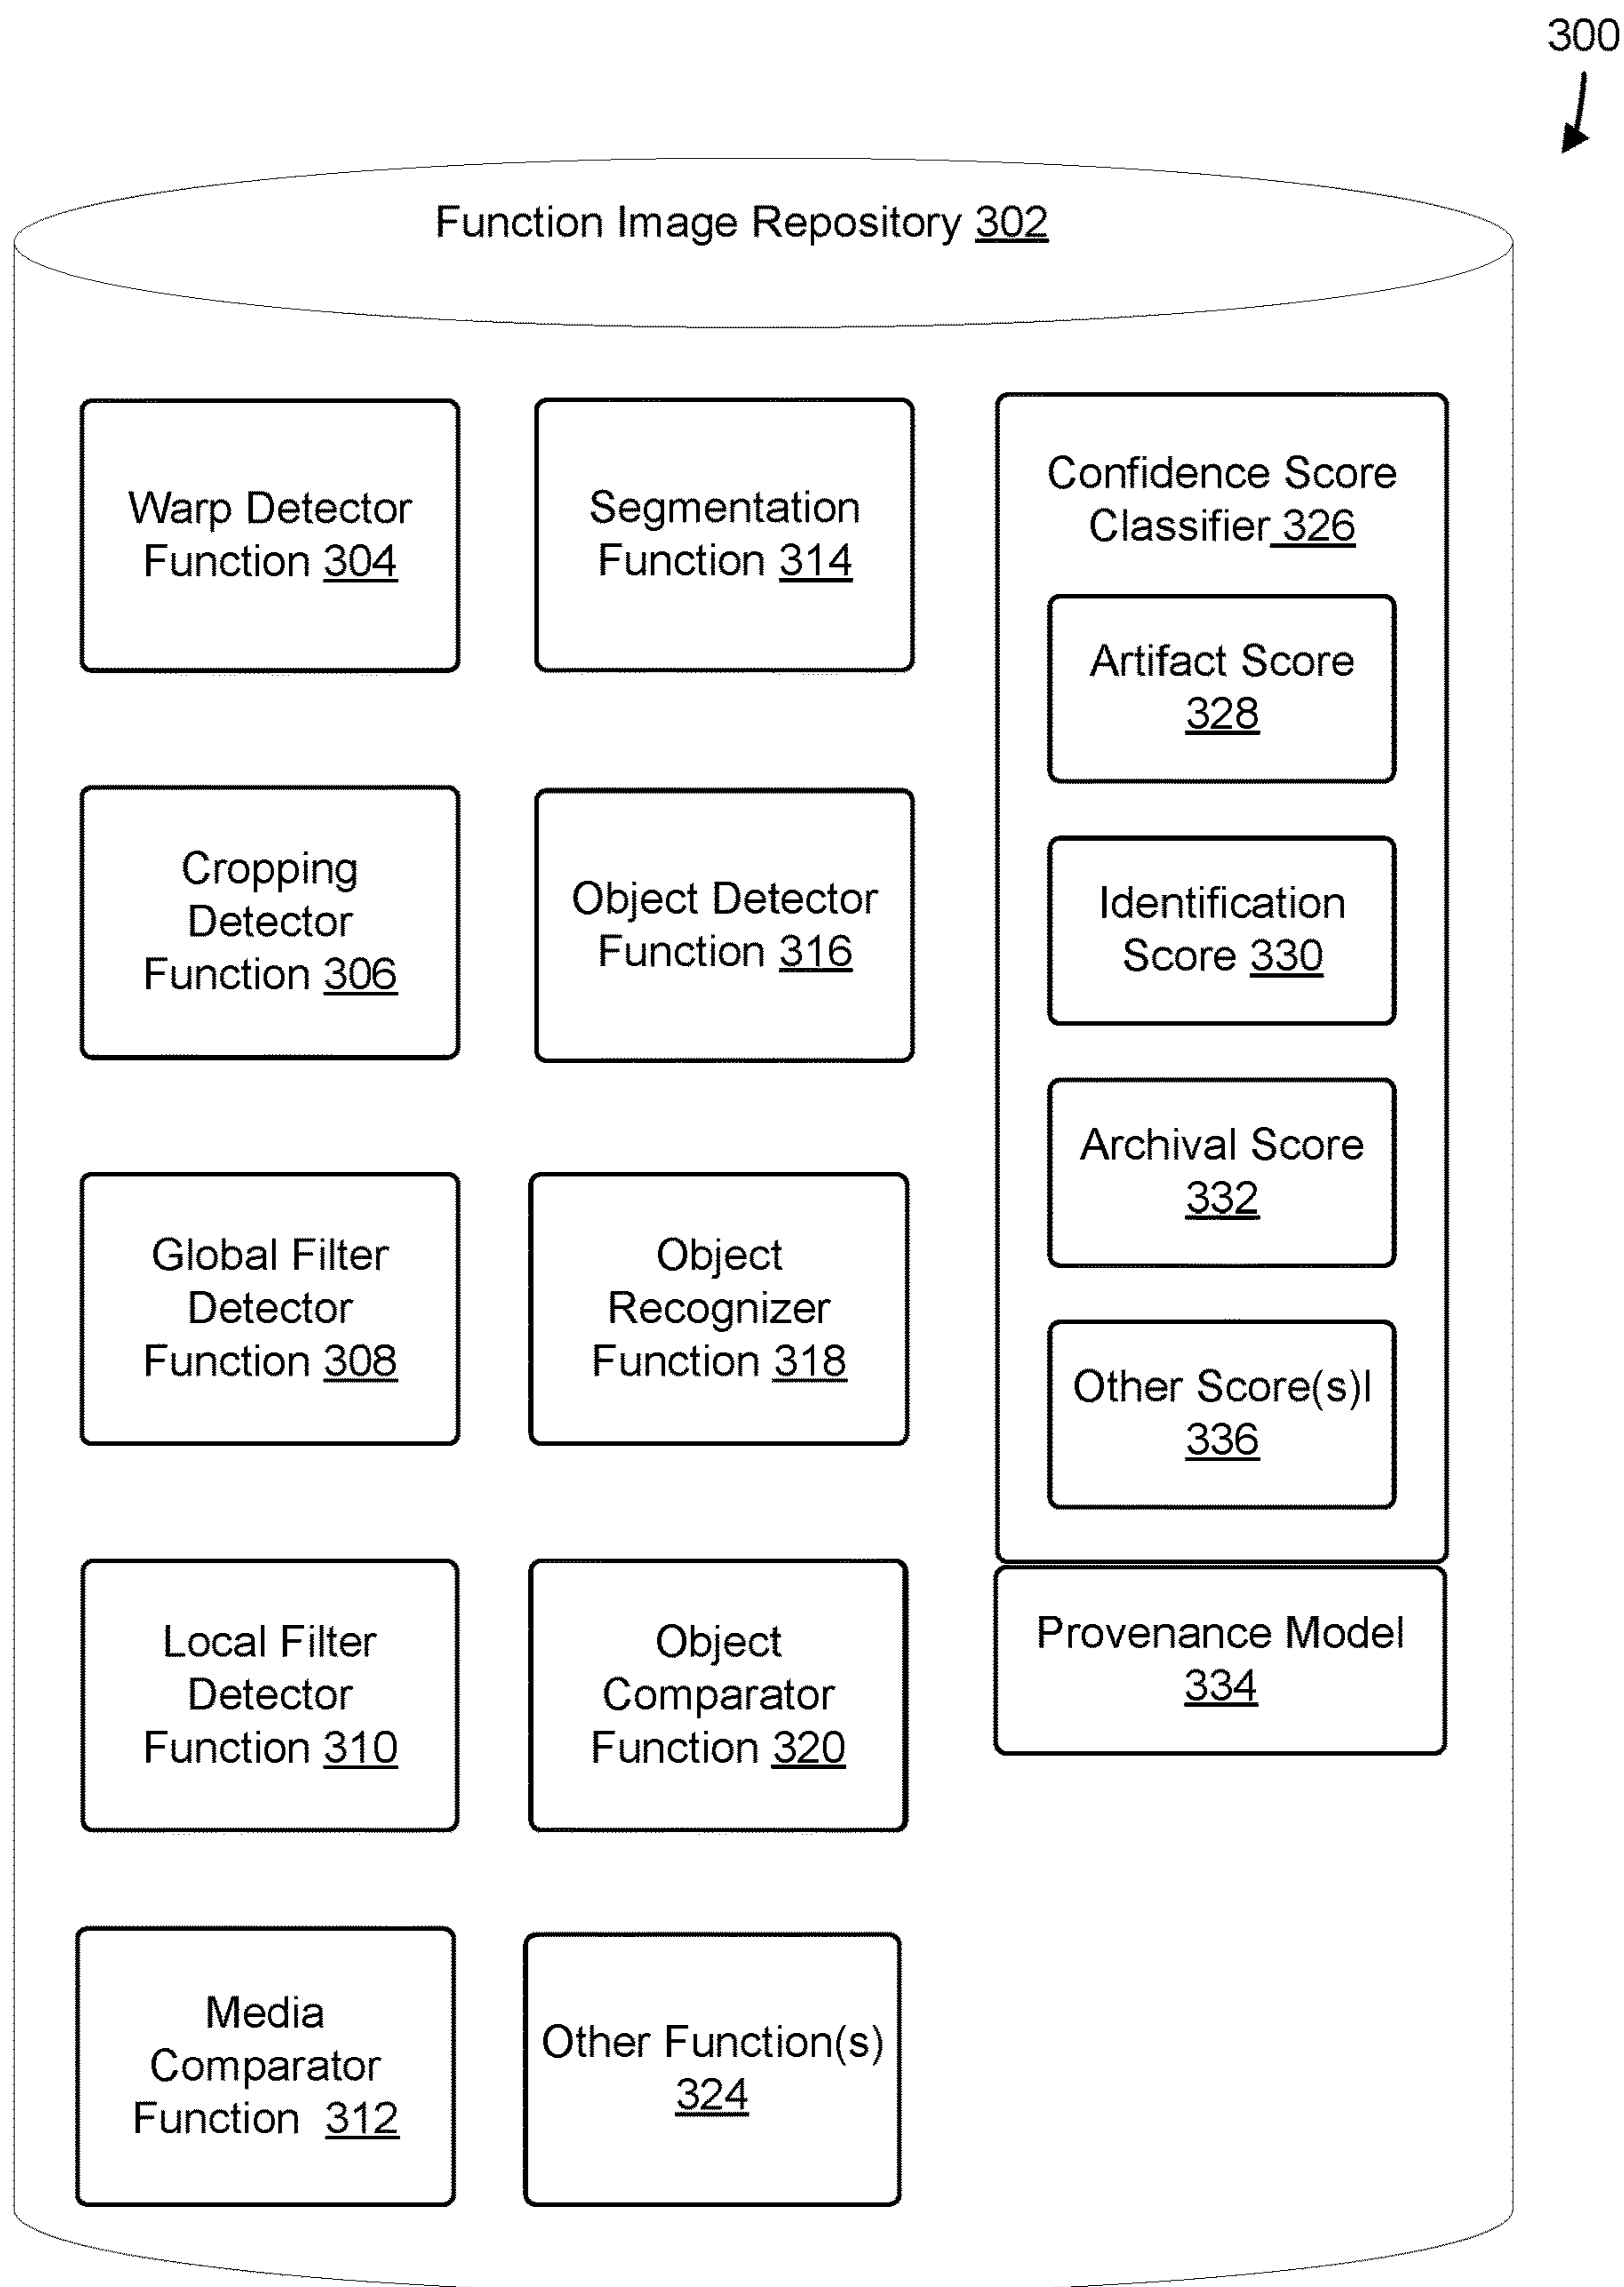 300
Function Image Repository 302
Warp Detector
Function 304
Segmentation
Function 314
Confidence Score
Classifier 326
Artifact Score
328
Cropping
Detector
Function 306
Object Detector
Function 316
Identification
Score 330
Archival Score
332
Global Filter
Detector
Function 308
Object
Recognizer
Function 318
Other Score(s)l
336
Local Filter
Detector
Function 310
Object
Comparator
Function 320
Provenance Model
334
Media
Comparator
Function 312
Other Function(s)
324